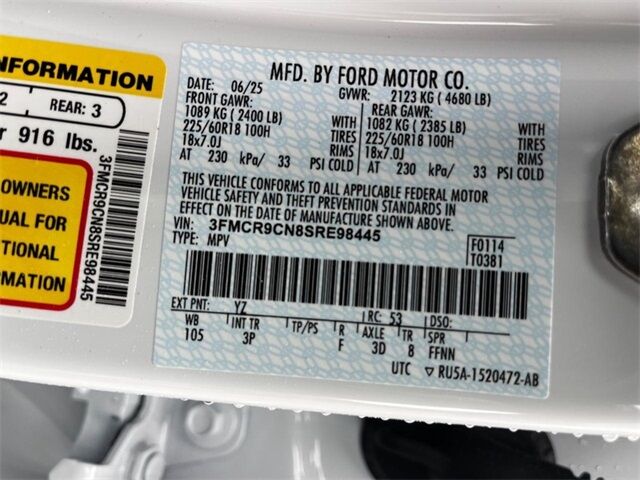 NFORMATION
2 REAR: 3
r 916 lbs.
OWNERS
UAL FOR
TIONAL
MATION
3FMCR9CN8SRE98445
MFD. BY FORD MOTOR CO.
DATE: 06/25 GVWR: 2123 KG ( 4680 LB)
FRONT GAWR: REAR GAWR:
1089 KG ( 2400 LB) WITH 1082 KG ( 2385 LB) WITH
225/60R18 100H TIRES 225/60R18 100H TIRES
18x7.0J RIMS 18x7.0J RIMS
AT 230 kPa/ 33 PSI COLD AT 230 kPa/ 33 PSI COLD
THIS VEHICLE CONFORMS TO ALL APPLICABLE FEDERAL MOTOR
VEHICLE SAFETY AND THEFT PREVENTION STANDARDS IN
EFFECT ON THE DATE OF MANUFACTURE SHOWN ABOVE.
VIN: 3FMCR9CN8SRE98445
TYPE: MPV
F0114
T0381
EXT PNT: YZ RC: 53 DSO:
WB INT TR TP/PS R AXLE TR SPR
105 3P F 3D 8 FFNN
UTC ▽ RU5A-1520472-AB